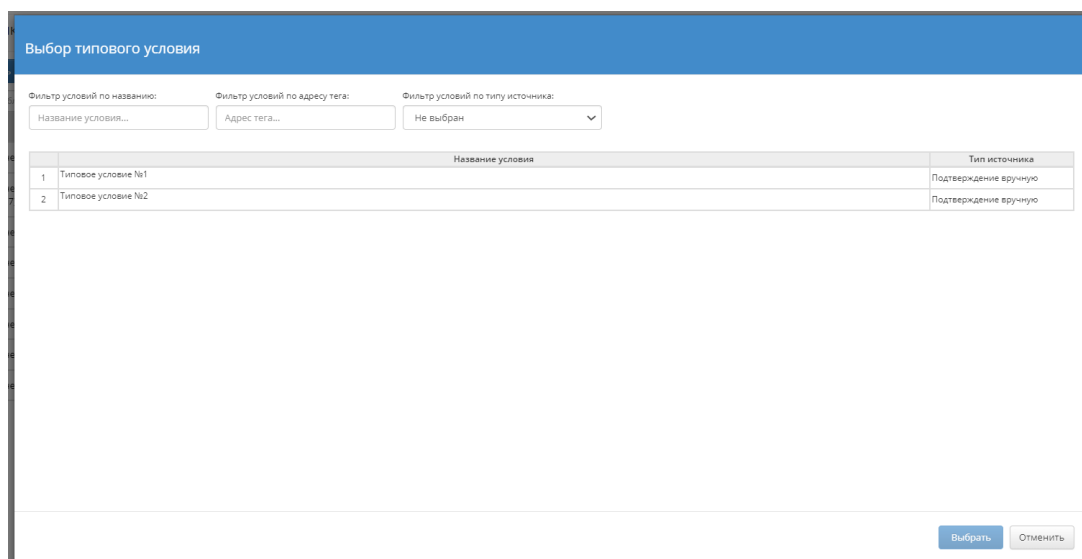 Выбор типового условия
Фильтр условий по названию: Фильтр условий по адресу тега: Фильтр условий по типу источника:
Название условия... Адрес тега... Не выбран
Название условия Тип источника
1 Типовое условие №1 Подтверждение вручную
2 Типовое условие №2 Подтверждение вручную
Выбрать Отменить